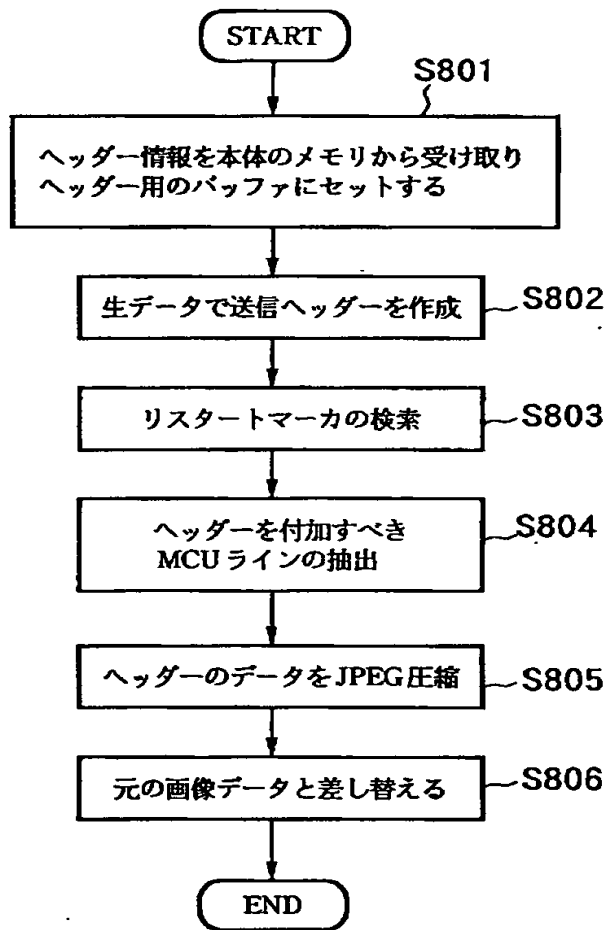 START
S801
ヘッダー情報を本体のメモリから受け取り
ヘッダー用のバッファにセットする
生データで送信ヘッダーを作成
S802
リスタートマーカの検索
S803
ヘッダーを付加すべき
MCUラインの抽出
S804
ヘッダーのデータをJPEG圧縮
S805
元の画像データと差し替える
S806
END